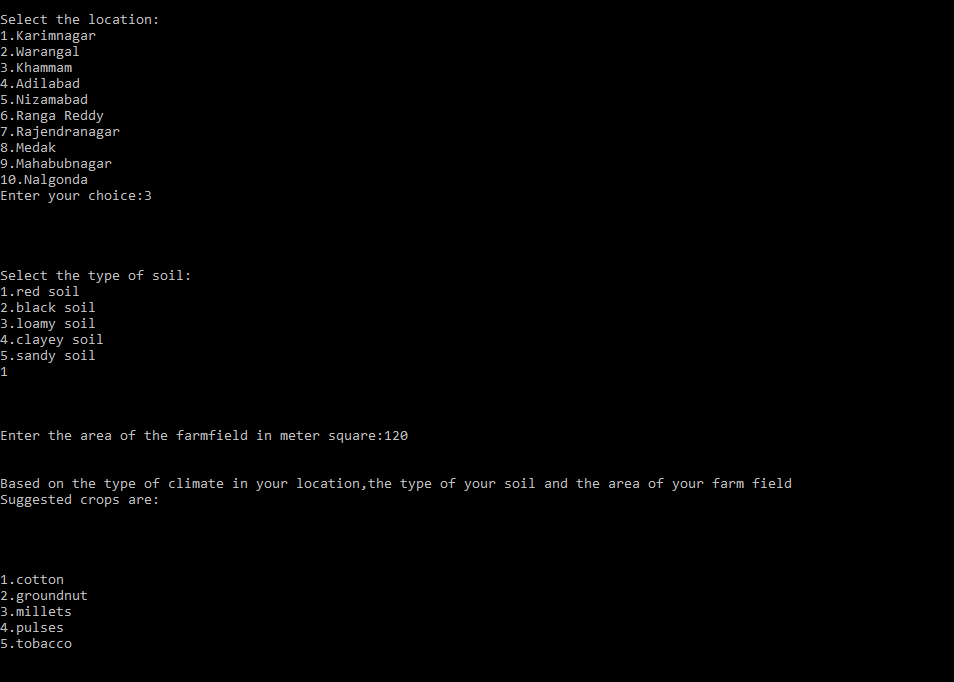 Select the location:
1.Karimnagar
2.Warangal
3.Khammam
4.Adilabad
5.Nizamabad
6.Ranga Reddy
7.Rajendranagar
8.Medak
9.Mahabubnagar
10.Nalgonda
Enter your choice:3
Select the type of soil:
1.red soil
2.black soil
3.loamy soil
4.clayey soil
5.sandy soil
1
Enter the area of the farmfield in meter square:120
Based on the type of climate in your location,the type of your soil and the area of your farm field
Suggested crops are:
1.cotton
2.groundnut
3.millets
4.pulses
5.tobacco